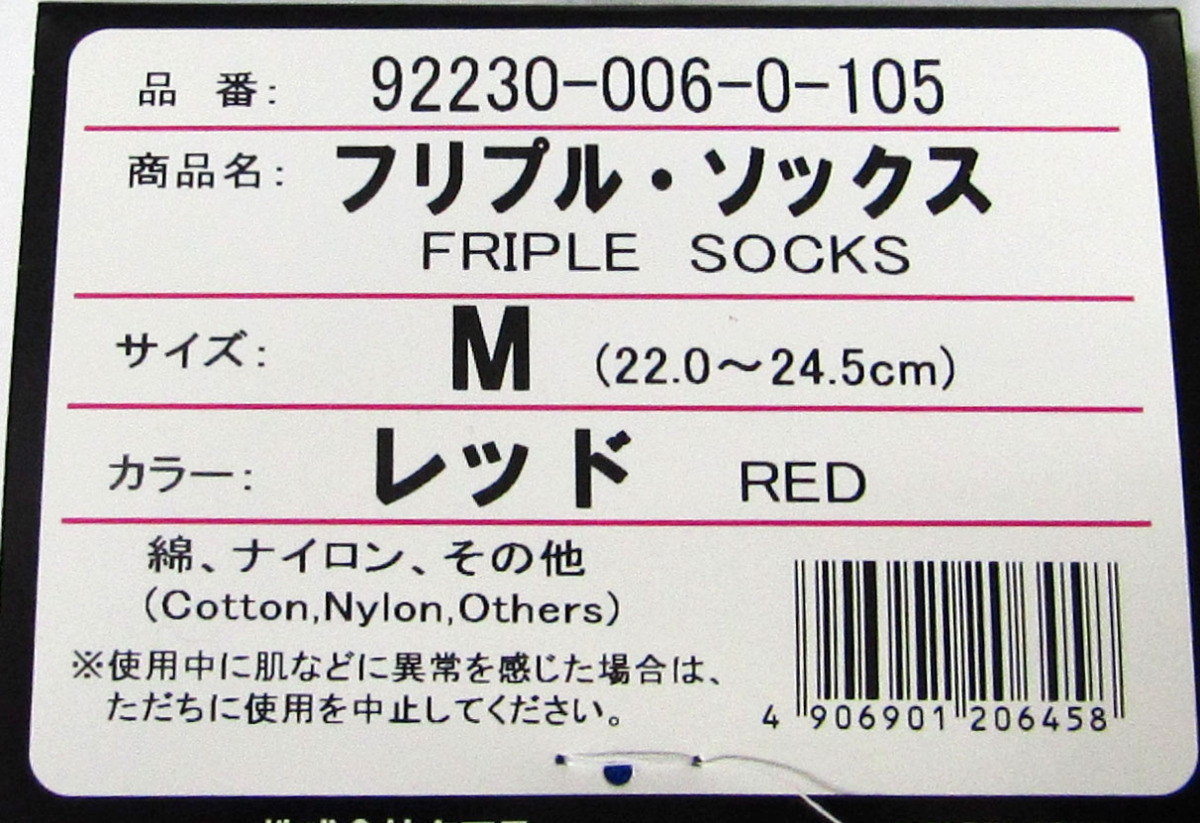 品　番: 92230-006-0-105
商品名: フリプル・ソックス
FRIPLE SOCKS
サイズ: M (22.0〜24.5cm)
カラー: レッド RED
綿、ナイロン、その他
(Cotton,Nylon,Others)
※使用中に肌などに異常を感じた場合は、
ただちに使用を中止してください。
4 906901 206458